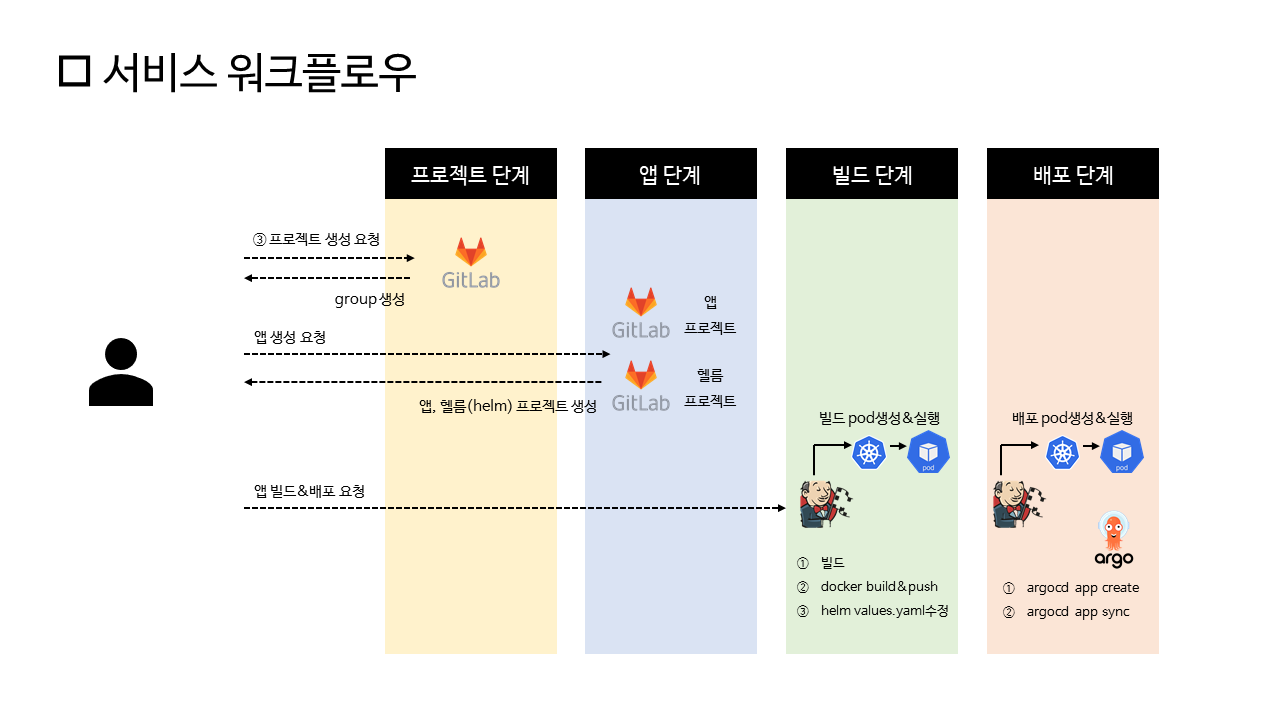 □ 서비스 워크플로우
프로젝트 단계
앱 단계
빌드 단계
배포 단계
③ 프로젝트 생성 요청
GitLab
group생성
GitLab
앱
프로젝트
앱 생성 요청
GitLab
헬름
프로젝트
앱, 헬름(helm) 프로젝트 생성
빌드 pod생성&실행
pod
배포 pod생성&실행
pod
앱 빌드&배포 요청
argo
① 빌드
② docker build&push
③ helm values.yaml수정
① argocd app create
② argocd app sync